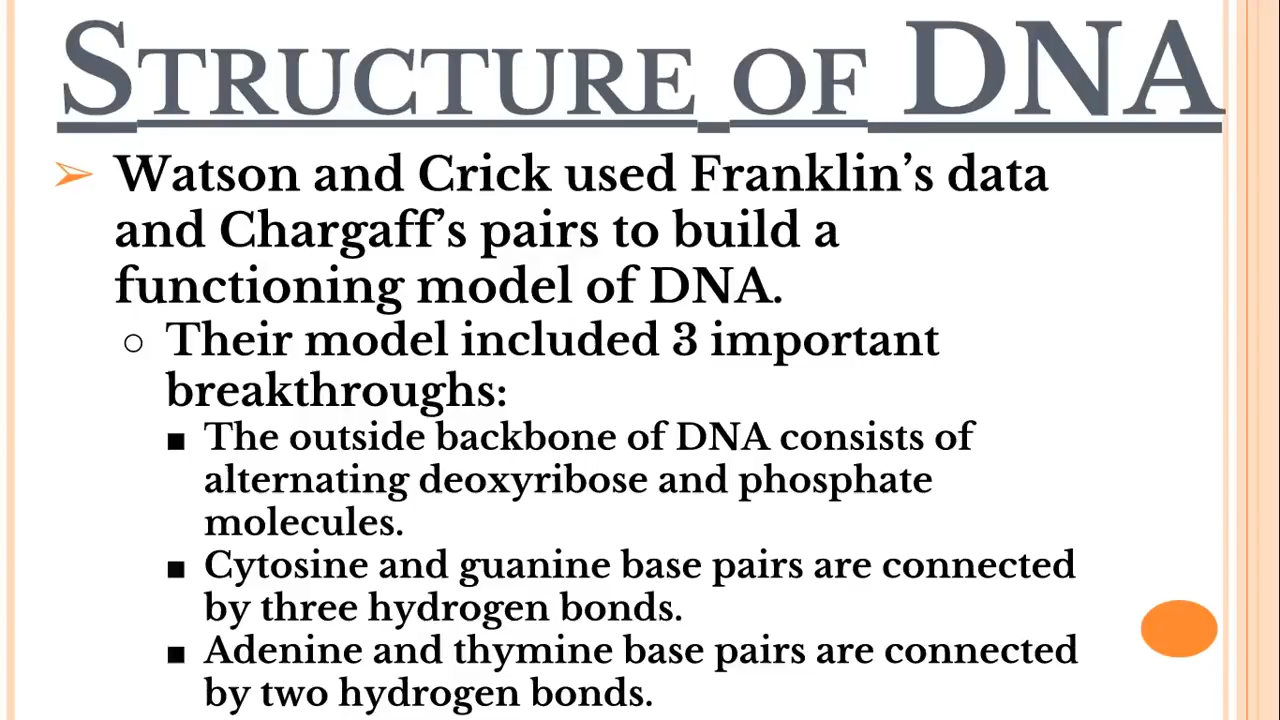 STRUCTURE OF DNA
➢ Watson and Crick used Franklin’s data
and Chargaff’s pairs to build a
functioning model of DNA.
○ Their model included 3 important
breakthroughs:
■ The outside backbone of DNA consists of
alternating deoxyribose and phosphate
molecules.
■ Cytosine and guanine base pairs are connected
by three hydrogen bonds.
■ Adenine and thymine base pairs are connected
by two hydrogen bonds.